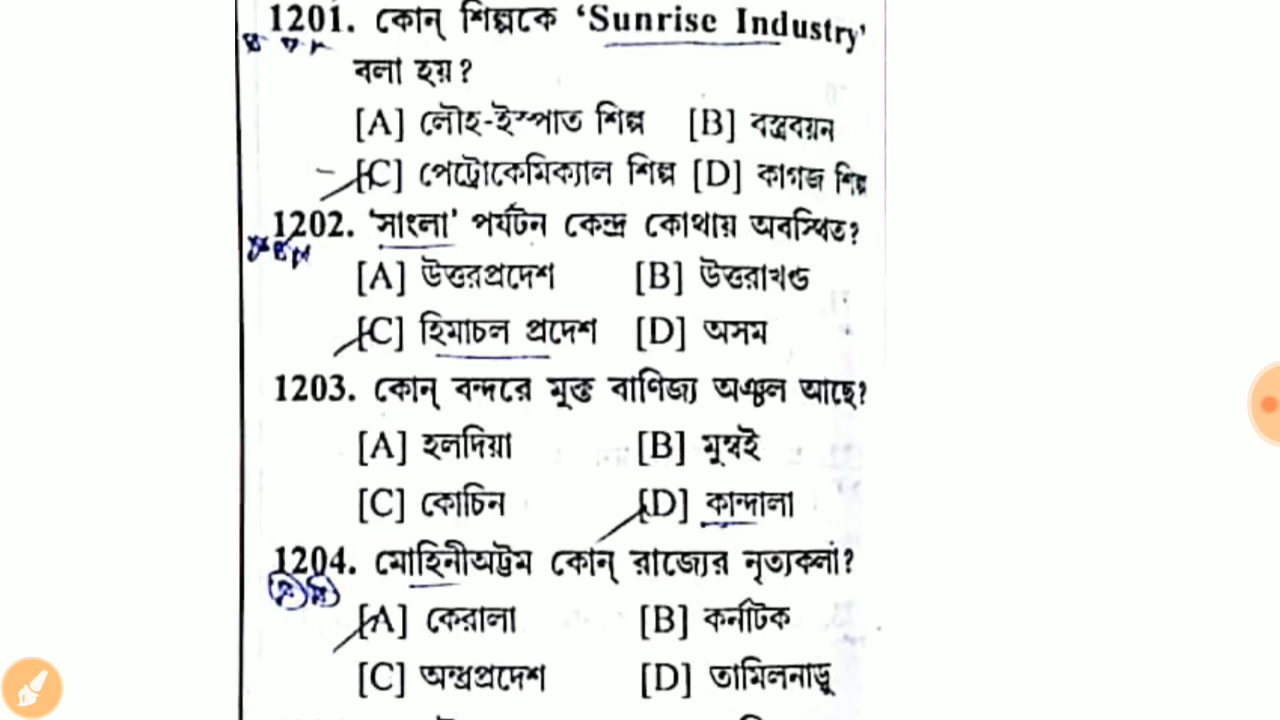 1201. কোন্ শিল্পকে ‘Sunrise Industry’
বলা হয়?
[A] লৌহ-ইস্পাত শিল্প [B] বস্ত্রবয়ন
[C] পেট্রোকেমিক্যাল শিল্প [D] কাগজ শিল্প
1202. ‘সাংলা’ পর্যটন কেন্দ্র কোথায় অবস্থিত?
[A] উত্তরপ্রদেশ [B] উত্তরাখণ্ড
[C] হিমাচল প্রদেশ [D] অসম
1203. কোন্ বন্দরে মুক্ত বাণিজ্য অঞ্চল আছে?
[A] হলদিয়া [B] মুম্বই
[C] কোচিন [D] কান্দালা
1204. মোহিনীঅট্টম কোন্ রাজ্যের নৃত্যকলা?
[A] কেরালা [B] কর্নাটক
[C] অন্ধ্রপ্রদেশ [D] তামিলনাড়ু